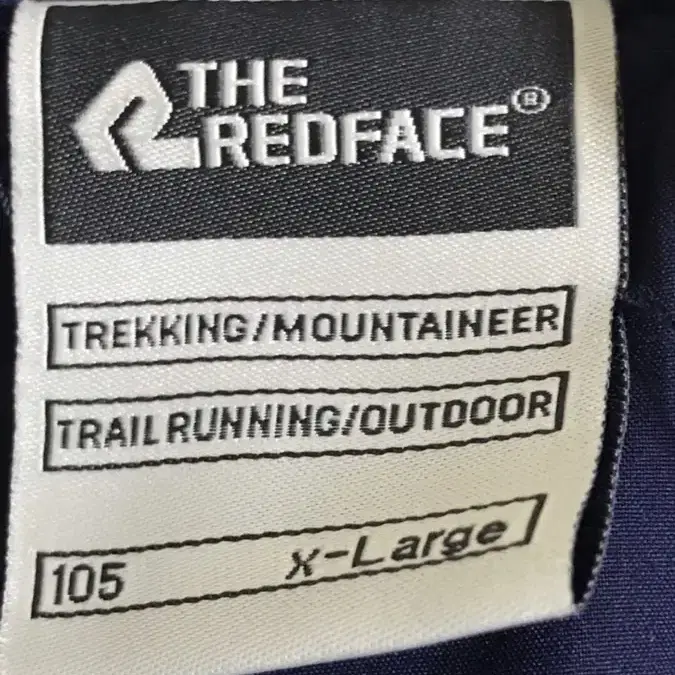 THE
REDFACE®
TREKKING/MOUNTAINEER
TRAIL RUNNING/OUTDOOR
105 X-Large